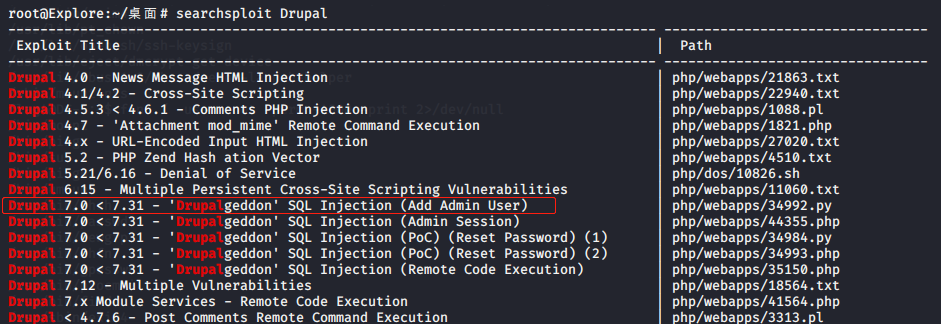 root@Explore:~/桌面# searchsploit Drupal
Exploit Title | Path
Drupal 4.0 - News Message HTML Injection | php/webapps/21863.txt
Drupal 4.1/4.2 - Cross-Site Scripting | php/webapps/22940.txt
Drupal 4.5.3 < 4.6.1 - Comments PHP Injection | php/webapps/1088.pl
Drupal 4.7 - 'Attachment mod_mime' Remote Command Execution | php/webapps/1821.php
Drupal 4.x - URL-Encoded Input HTML Injection | php/webapps/27020.txt
Drupal 5.2 - PHP Zend Hash ation Vector | php/webapps/4510.txt
Drupal 5.21/6.16 - Denial of Service | php/dos/10826.sh
Drupal 6.15 - Multiple Persistent Cross-Site Scripting Vulnerabilities | php/webapps/11060.txt
Drupal 7.0 < 7.31 - 'Drupalgeddon' SQL Injection (Add Admin User) | php/webapps/34992.py
Drupal 7.0 < 7.31 - 'Drupalgeddon' SQL Injection (Admin Session) | php/webapps/44355.php
Drupal 7.0 < 7.31 - 'Drupalgeddon' SQL Injection (PoC) (Reset Password) (1) | php/webapps/34984.py
Drupal 7.0 < 7.31 - 'Drupalgeddon' SQL Injection (PoC) (Reset Password) (2) | php/webapps/34993.php
Drupal 7.0 < 7.31 - 'Drupalgeddon' SQL Injection (Remote Code Execution) | php/webapps/35150.php
Drupal 7.12 - Multiple Vulnerabilities | php/webapps/18564.txt
Drupal 7.x Module Services - Remote Code Execution | php/webapps/41564.php
Drupal < 4.7.6 - Post Comments Remote Command Execution | php/webapps/3313.pl